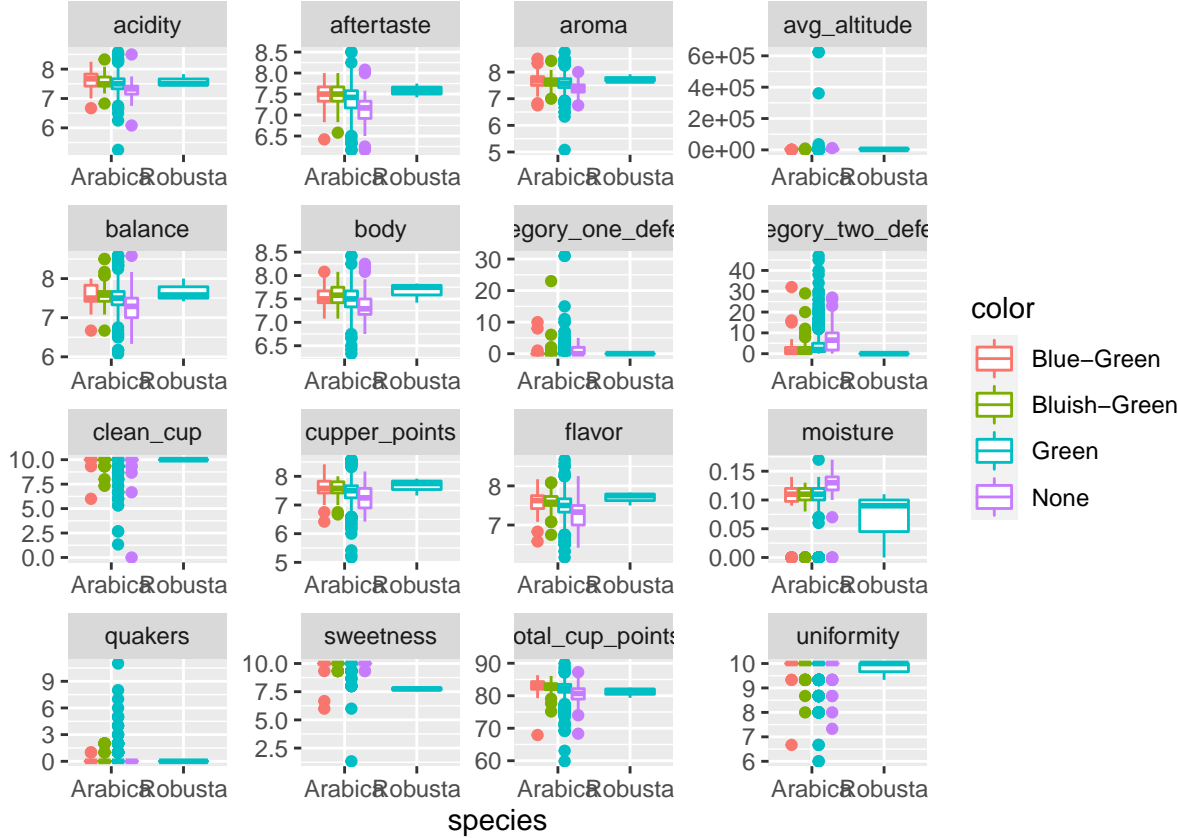 acidity
aftertaste
aroma
avg_altitude
8
7
6
8.5
8.0
7.5
7.0
6.5
8
7
6
5
6e+05
4e+05
2e+05
0e+00
Arabica Robusta
Arabica Robusta
Arabica Robusta
Arabica Robusta
balance
body
egory_one_defe
egory_two_defe
8
7
6
8.5
8.0
7.5
7.0
6.5
30
20
10
0
40
30
20
10
0
Arabica Robusta
Arabica Robusta
Arabica Robusta
Arabica Robusta
clean_cup
cupper_points
flavor
moisture
10.0
7.5
5.0
2.5
0.0
8
7
6
5
8
7
0.15
0.10
0.05
0.00
Arabica Robusta
Arabica Robusta
Arabica Robusta
Arabica Robusta
quakers
sweetness
otal_cup_points
uniformity
9
6
3
0
10.0
7.5
5.0
2.5
90
80
70
60
10
9
8
7
6
Arabica Robusta
Arabica Robusta
Arabica Robusta
Arabica Robusta
species
color
Blue-Green
Bluish-Green
Green
None